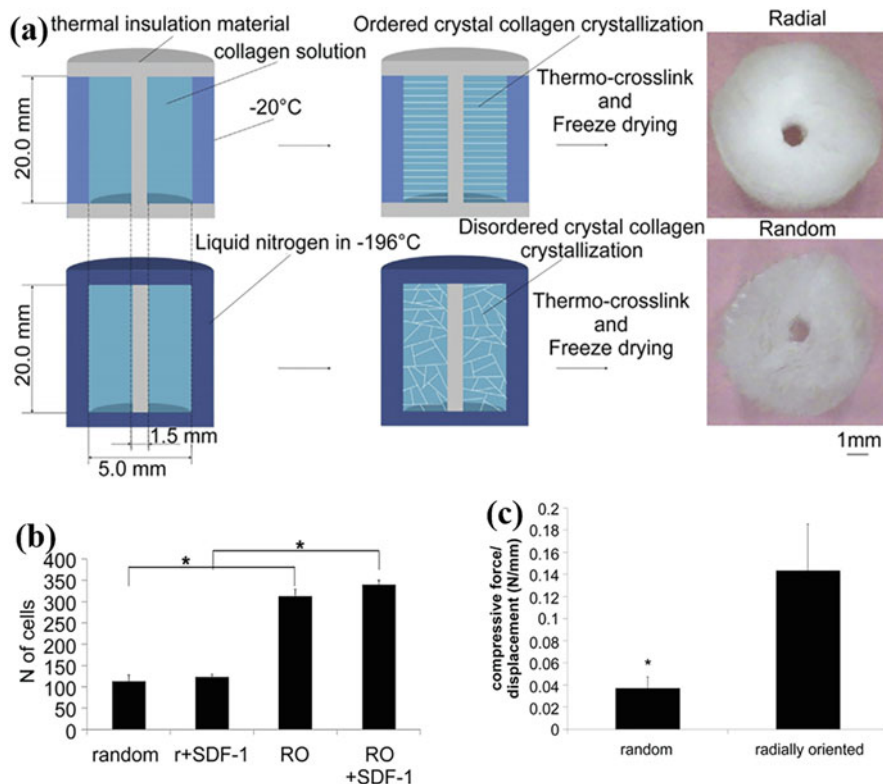 (a)
thermal insulation material
collagen solution
-20°C
20.0 mm
Ordered crystal collagen crystallization
Thermo-crosslink
and
Freeze drying
Radial
Liquid nitrogen in -196°C
20.0 mm
1.5 mm
5.0 mm
Disordered crystal collagen
crystallization
Thermo-crosslink
and
Freeze drying
Random
1mm
(b)
N of cells
400
350
300
250
200
150
100
50
0
*
*
random
r+SDF-1
RO
RO
+SDF-1
(c)
compressive force/
displacement (N/mm)
0.2
0.18
0.16
0.14
0.12
0.1
0.08
0.06
0.04
0.02
0
*
random
radially oriented